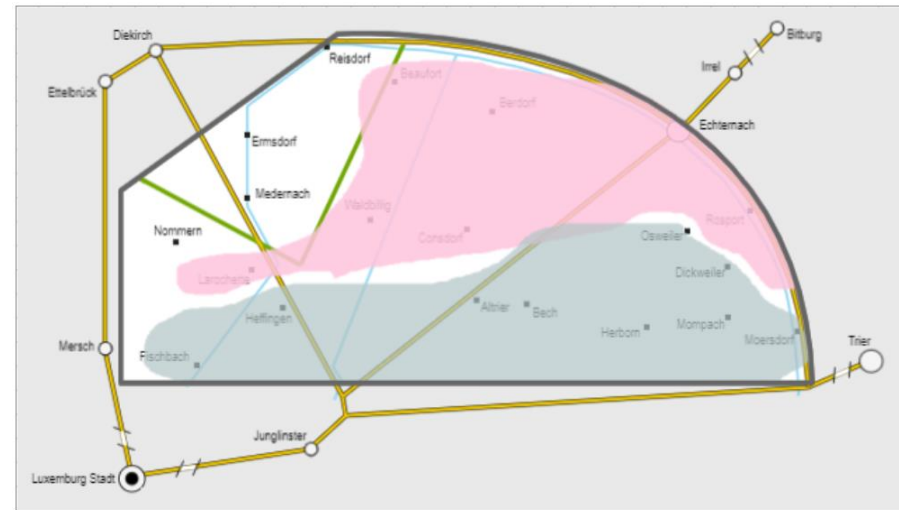 Diekirch
Bitburg
Reisdorf
Irrel
Beaufort
Ettelbrück
Berdorf
Echternach
Ermsdorf
Medernach
Waldbillig
Rosport
Nommern
Consdorf
Osweiler
Larochette
Dickweiler
Heffingen
Altrier
Bech
Herborn
Mompach
Moersdorf
Mersch
Fischbach
Trier
Junglinster
Luxemburg Stadt